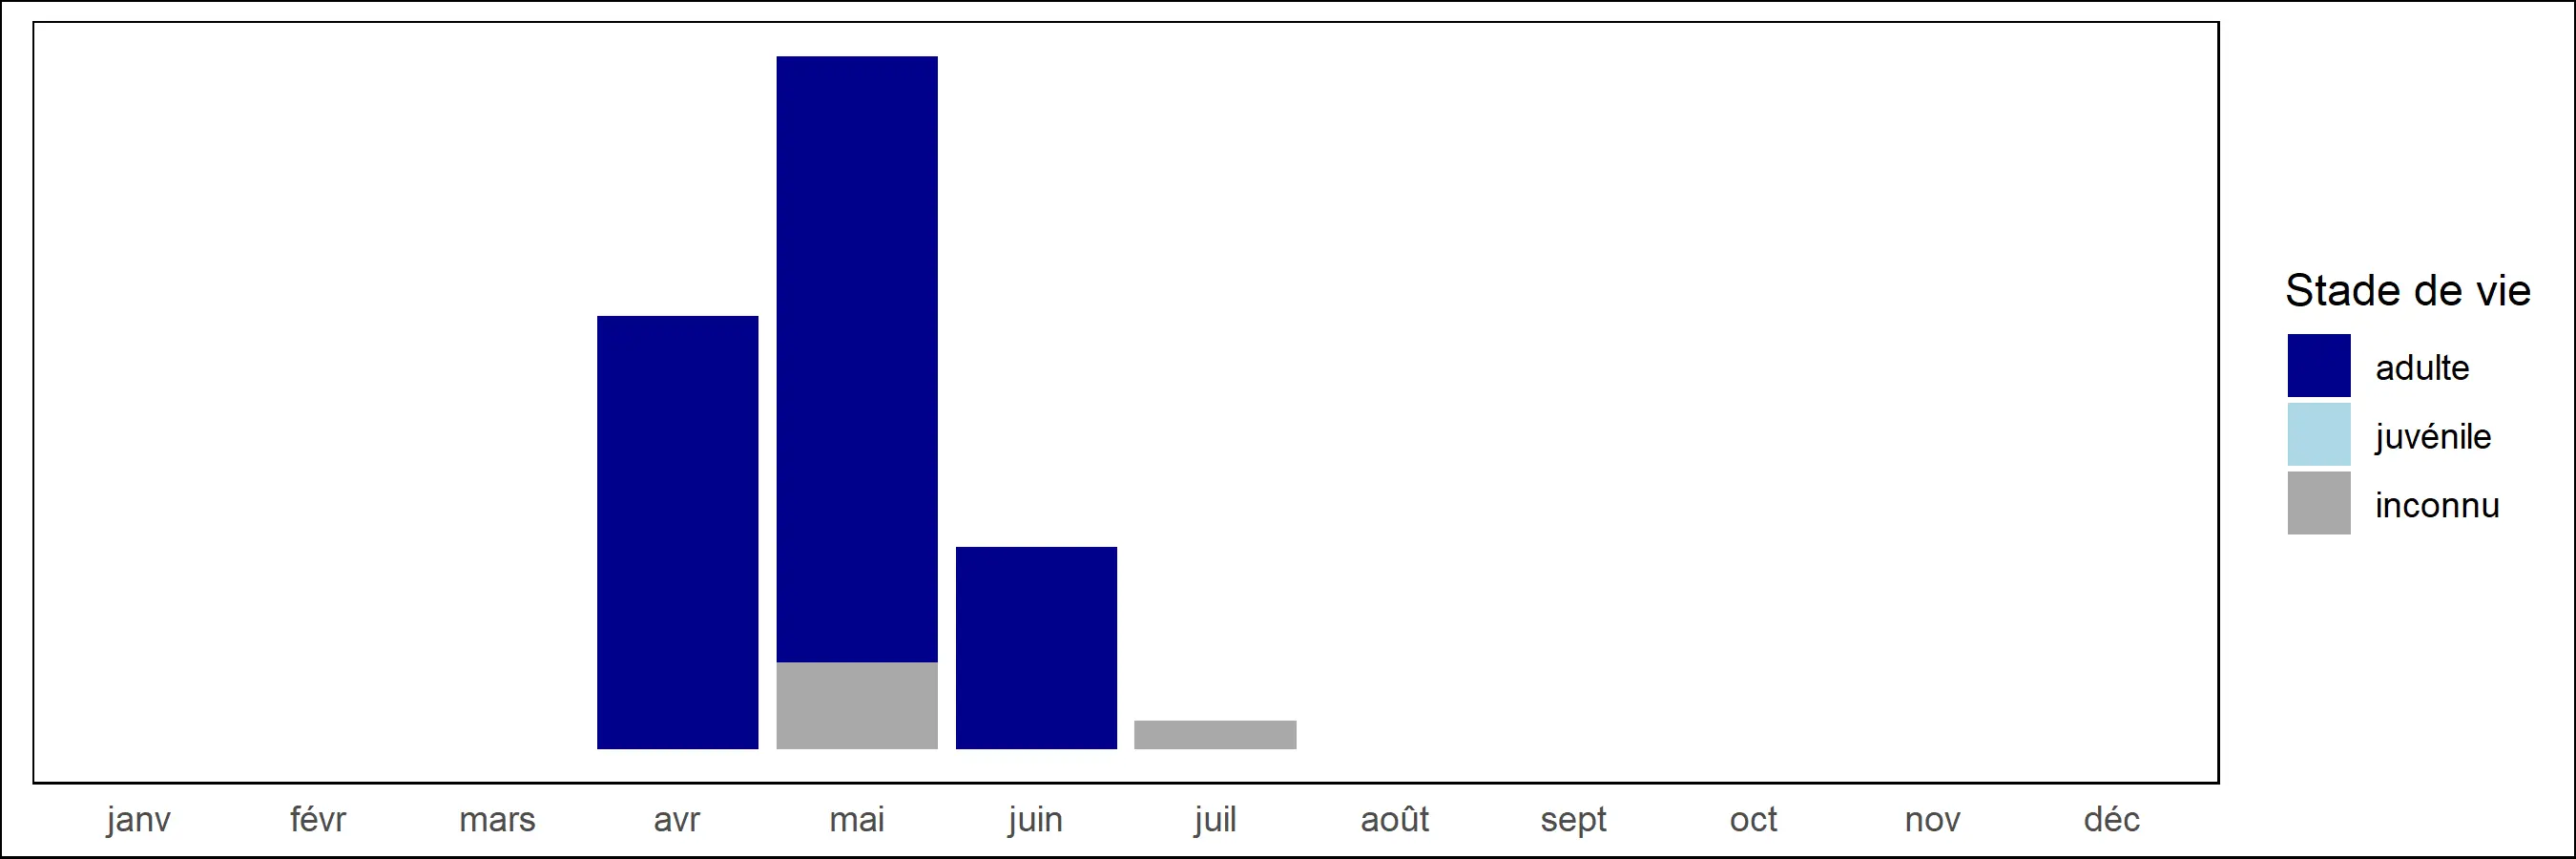 Stade de vie
adulte
juvénile
inconnu
janv févr mars avr mai juin juil août sept oct nov déc